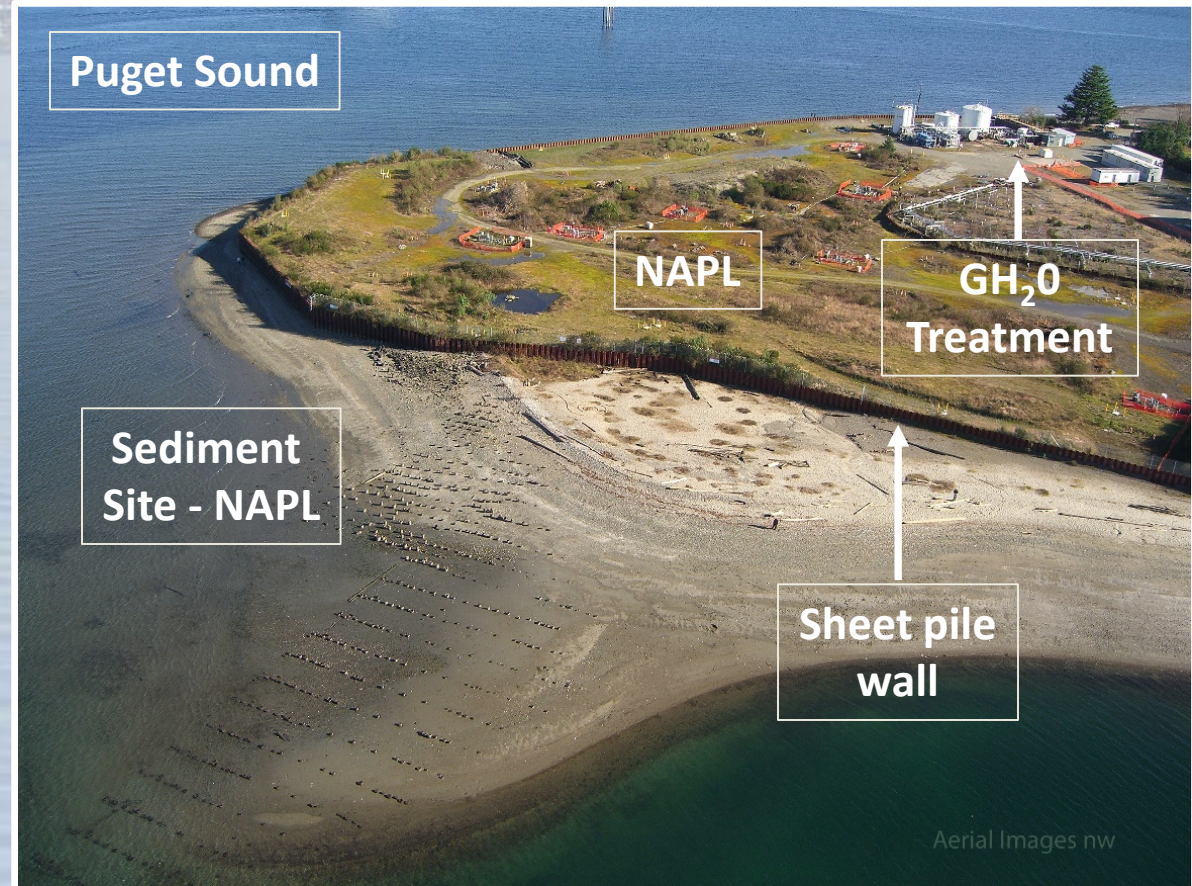 Puget Sound
NAPL
GH₂0
Treatment
Sediment
Site - NAPL
Sheet pile
wall
Aerial Images nw